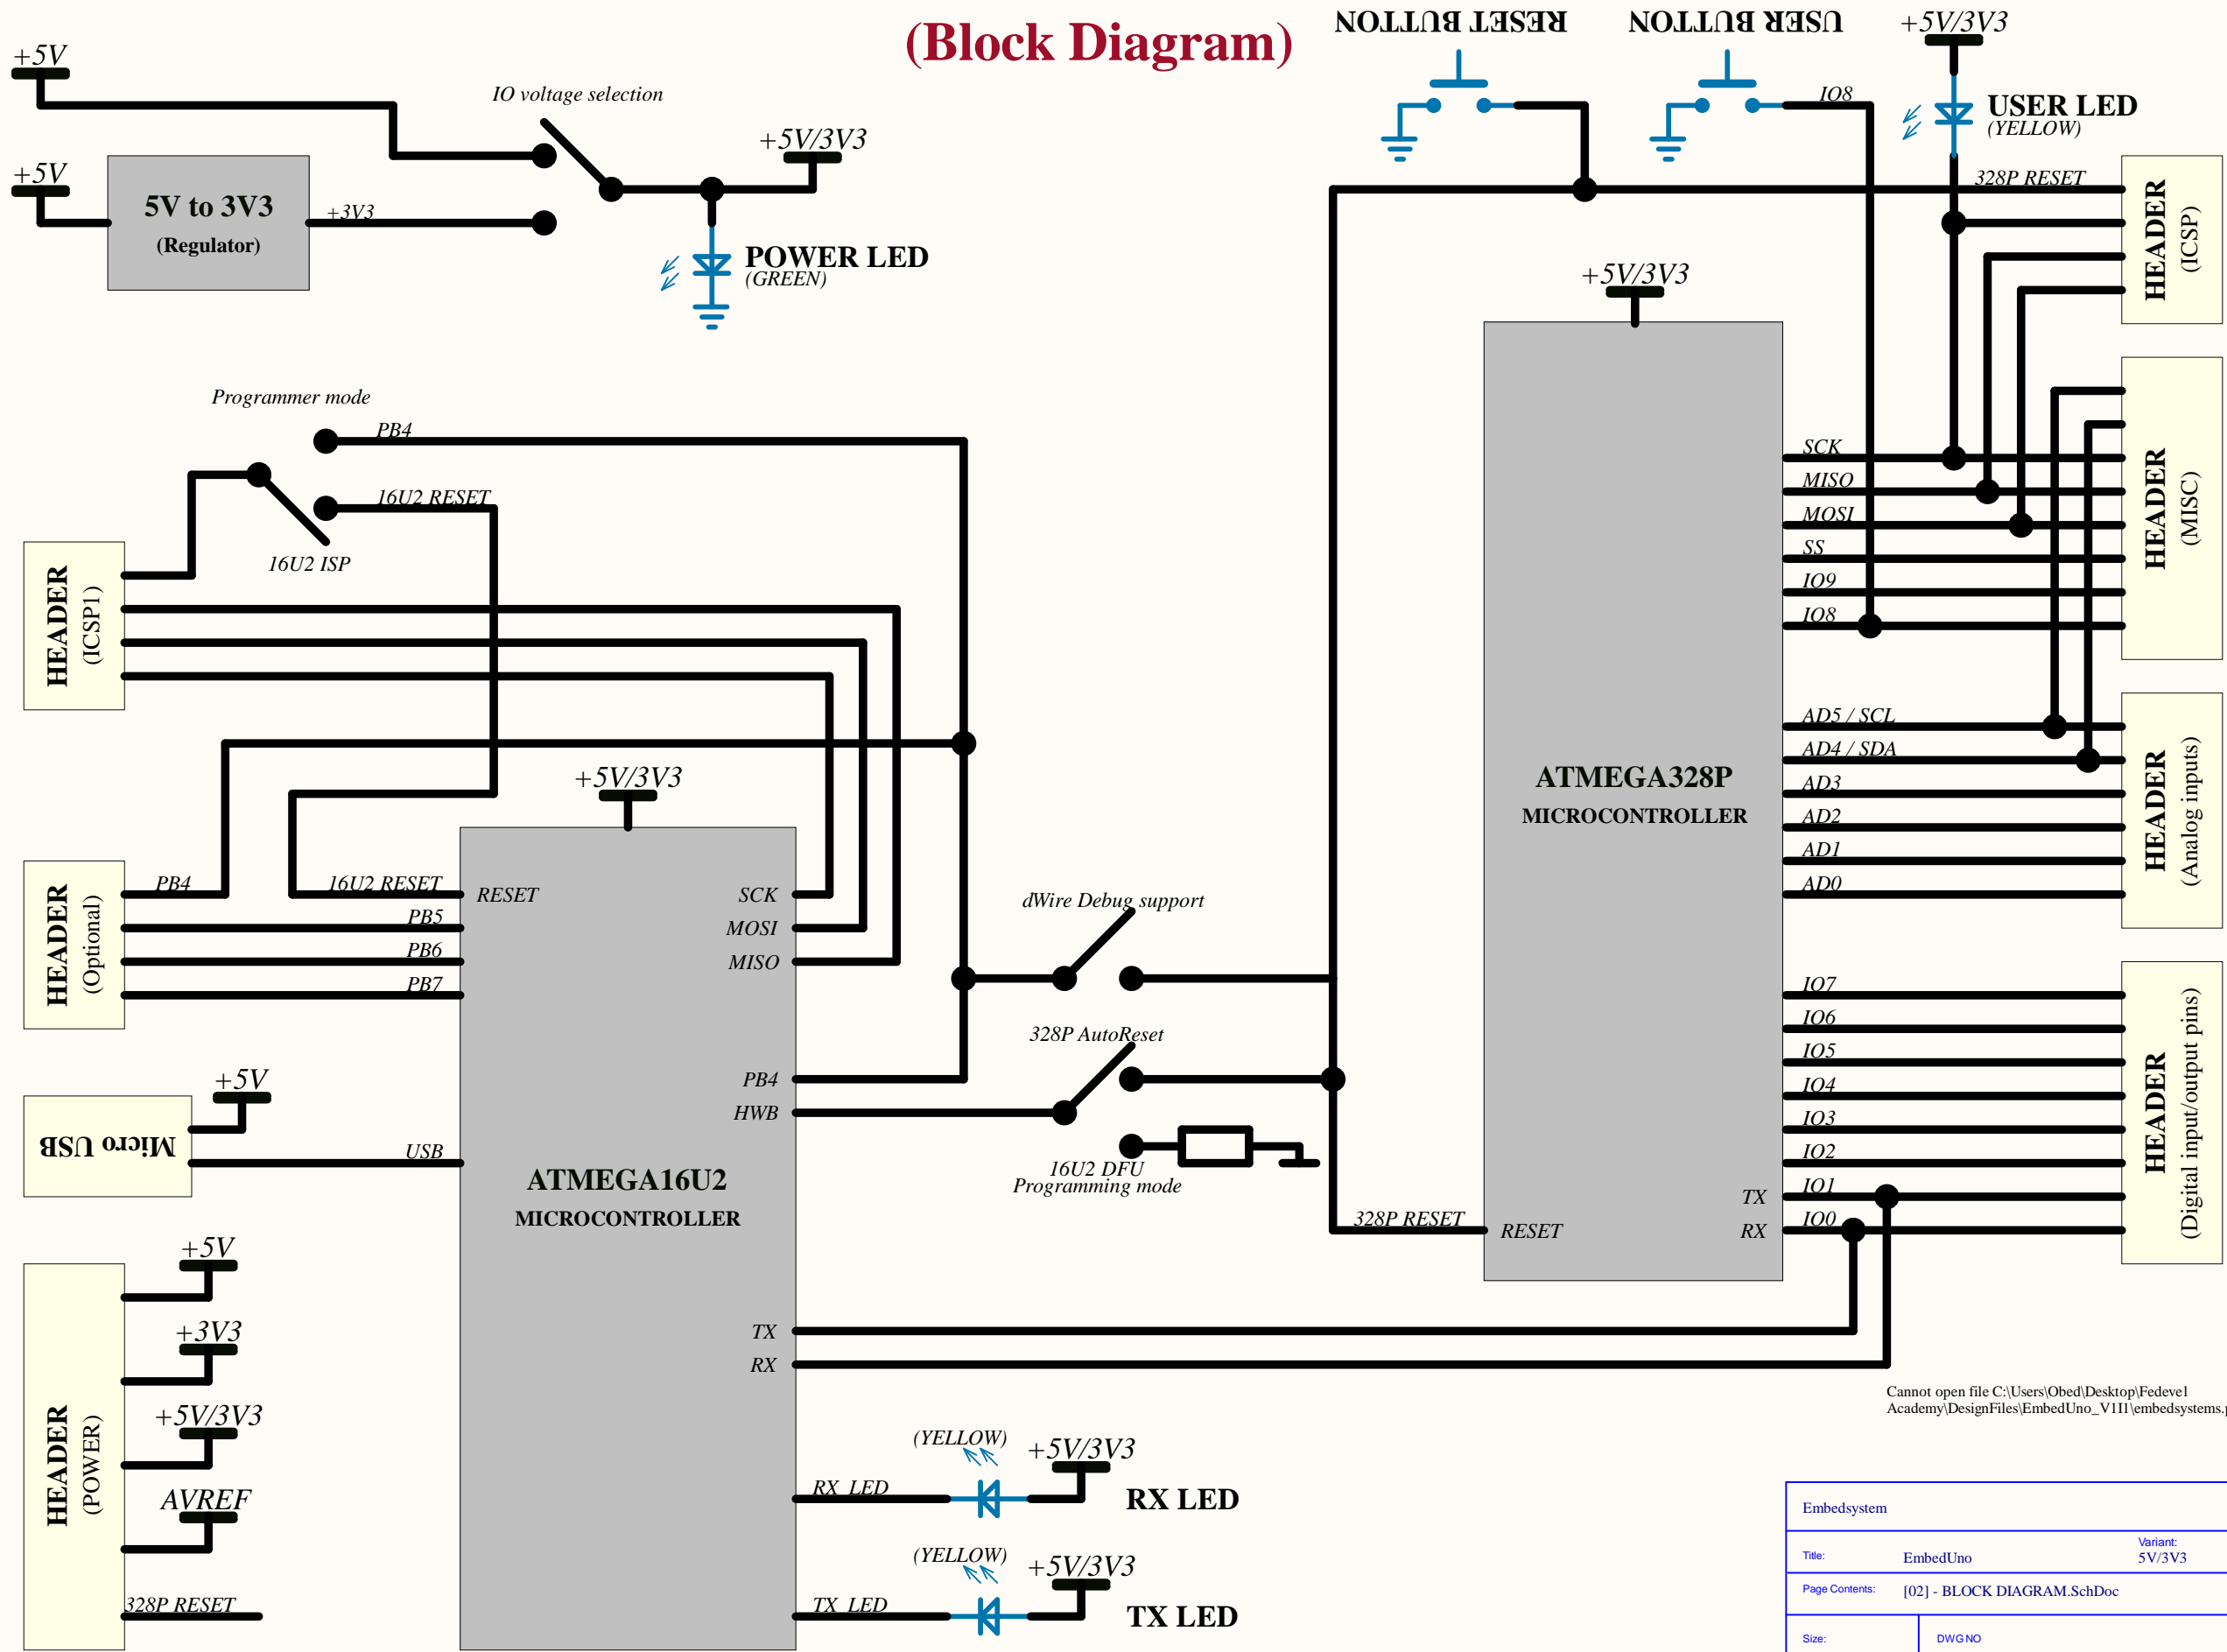 (Block Diagram)
+5V
IO voltage selection
+5V/3V3
+5V
5V to 3V3
(Regulator)
+3V3
POWER LED
(GREEN)
RESET BUTTON
USER BUTTON
IO8
+5V/3V3
USER LED
(YELLOW)
328P RESET
HEADER
(ICSP)
Programmer mode
PB4
16U2 RESET
16U2 ISP
HEADER
(ICSP1)
HEADER
(Optional)
PB4
16U2 RESET
PB5
PB6
PB7
Micro USB
+5V
USB
HEADER
(POWER)
+5V
+3V3
+5V/3V3
AVREF
328P RESET
+5V/3V3
RESET
SCK
MOSI
MISO
PB4
HWB
ATMEGA16U2
MICROCONTROLLER
TX
RX
RX_LED
(YELLOW)
+5V/3V3
RX LED
TX_LED
(YELLOW)
+5V/3V3
TX LED
dWire Debug support
328P AutoReset
16U2 DFU
Programming mode
328P RESET
+5V/3V3
ATMEGA328P
MICROCONTROLLER
RESET
TX
RX
SCK
MISO
MOSI
SS
IO9
IO8
HEADER
(MISC)
AD5 / SCL
AD4 / SDA
AD3
AD2
AD1
AD0
HEADER
(Analog inputs)
IO7
IO6
IO5
IO4
IO3
IO2
IO1
IO0
HEADER
(Digital input/output pins)
Cannot open file C:\Users\Obed\Desktop\Fedevel
Academy\DesignFiles\EmbedUno_V1I1\embedsystems.p
Embedsystem
Title: EmbedUno
Variant:
5V/3V3
Page Contents: [02] - BLOCK DIAGRAM.SchDoc
Size:
DWG NO